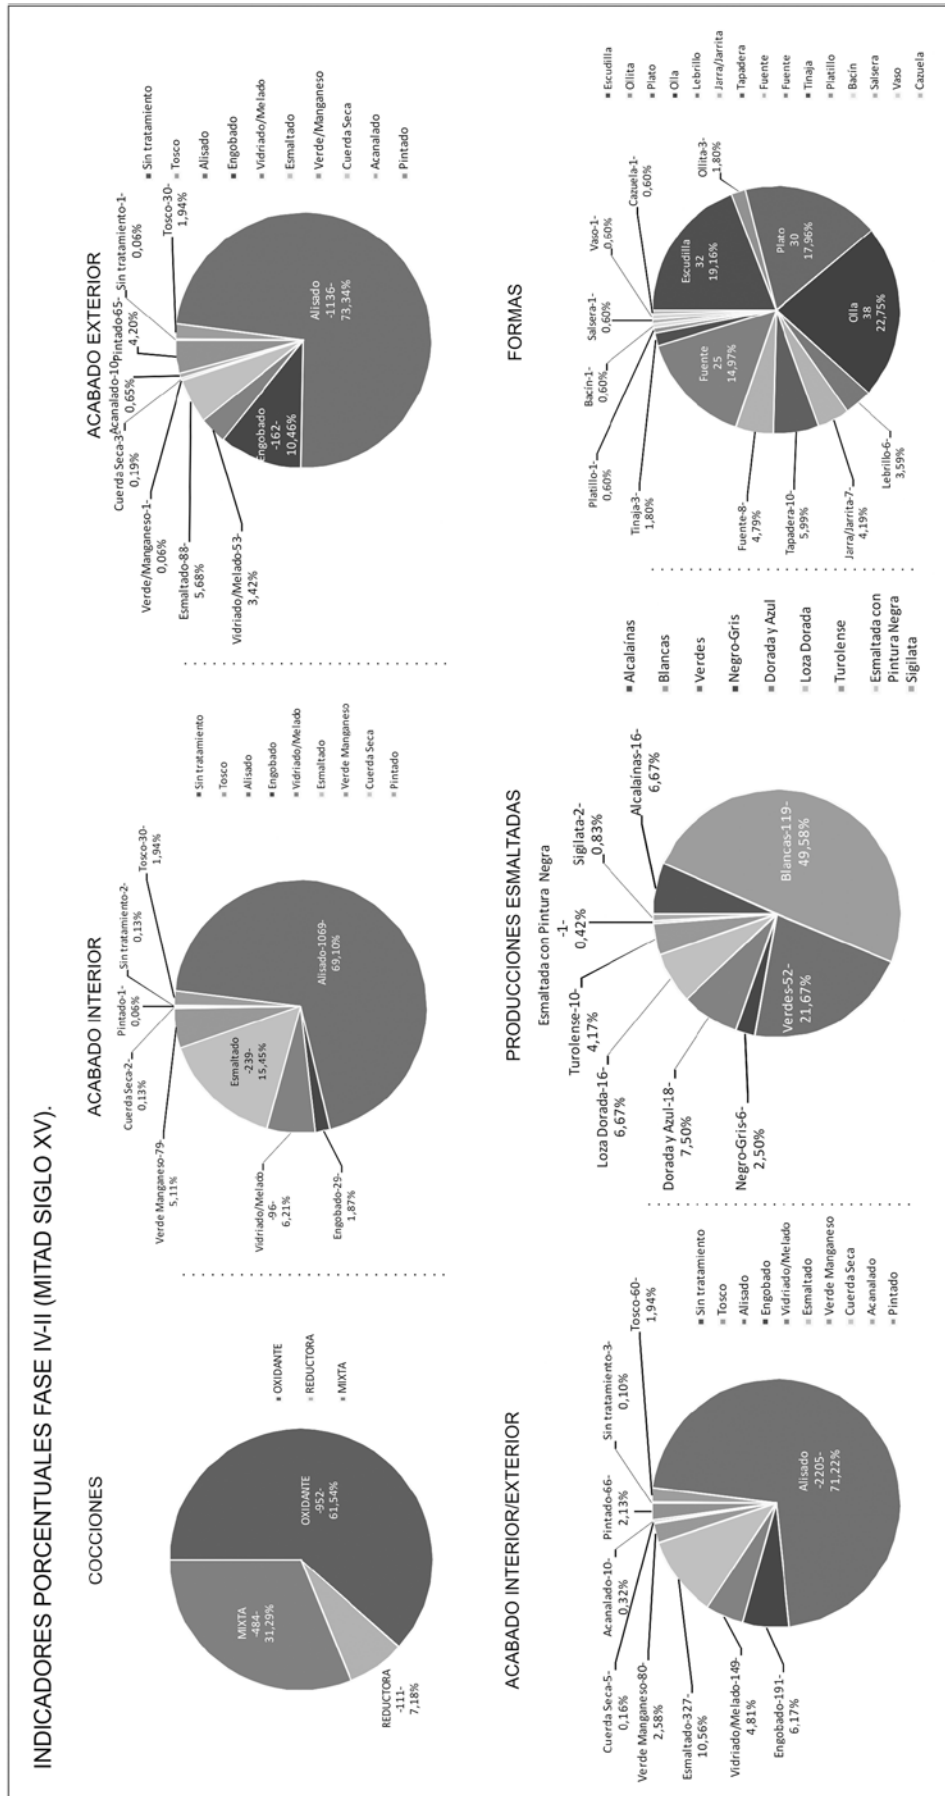 INDICADORES PORCENTUALES FASE IV-II (MITAD SIGLO XV).
COCCIONES
OXIDANTE
-952-
61,54%
REDUCTORA
-111-
7,18%
MIXTA
-484-
31,29%
OXIDANTE
REDUCTORA
MIXTA
ACABADO INTERIOR
Sin tratamiento-2-
0,13%
Tosco-30-
1,94%
Alisado-1069-
69,10%
Engobado-29-
1,87%
Vidriado/Melado
-96-
6,21%
Esmaltado
-239-
15,45%
Verde Manganeso-79-
5,11%
Cuerda Seca-2-
0,13%
Pintado-1-
0,06%
Sin tratamiento
Tosco
Alisado
Engobado
Vidriado/Melado
Esmaltado
Verde Manganeso
Cuerda Seca
Pintado
ACABADO EXTERIOR
Sin tratamiento-1-
0,06%
Tosco-30-
1,94%
Alisado
-1136-
73,34%
Engobado
-162-
10,46%
Vidriado/Melado-53-
3,42%
Esmaltado-88-
5,68%
Verde/Manganeso-1-
0,06%
Cuerda Seca-3-
0,19%
Acanalado-10-
0,65%
Pintado-65-
4,20%
Sin tratamiento
Tosco
Alisado
Engobado
Vidriado/Melado
Esmaltado
Verde/Manganeso
Cuerda Seca
Acanalado
Pintado
ACABADO INTERIOR/EXTERIOR
Sin tratamiento-3-
0,10%
Tosco-60-
1,94%
Alisado
-2205-
71,22%
Engobado-191-
6,17%
Vidriado/Melado-149-
4,81%
Esmaltado-327-
10,56%
Verde Manganeso-80-
2,58%
Cuerda Seca-5-
0,16%
Acanalado-10-
0,32%
Pintado-66-
2,13%
Sin tratamiento
Tosco
Alisado
Engobado
Vidriado/Melado
Esmaltado
Verde Manganeso
Cuerda Seca
Acanalado
Pintado
PRODUCCIONES ESMALTADAS
Esmaltada con Pintura Negra
-1-
0,42%
Sigilata-2-
0,83%
Alcalaínas-16-
6,67%
Blancas-119-
49,58%
Verdes-52-
21,67%
Negro-Gris-6-
2,50%
Dorada y Azul-18-
7,50%
Loza Dorada-16-
6,67%
Turolense-10-
4,17%
Alcalaínas
Blancas
Verdes
Negro-Gris
Dorada y Azul
Loza Dorada
Turolense
Esmaltada con
Pintura Negra
Sigilata
FORMAS
Escudilla
32
19,16%
Ollita-3-
1,80%
Plato
30
17,96%
Olla
38
22,75%
Lebrillo-6-
3,59%
Jarra/Jarrita-7-
4,19%
Tapadera-10-
5,99%
Fuente-8-
4,79%
Fuente
25
14,97%
Tinaja-3-
1,80%
Platillo-1-
0,60%
Bacín-1-
0,60%
Salsera-1-
0,60%
Vaso-1-
0,60%
Cazuela-1-
0,60%
Escudilla
Ollita
Plato
Olla
Lebrillo
Jarra/Jarrita
Tapadera
Fuente
Fuente
Tinaja
Platillo
Bacín
Salsera
Vaso
Cazuela